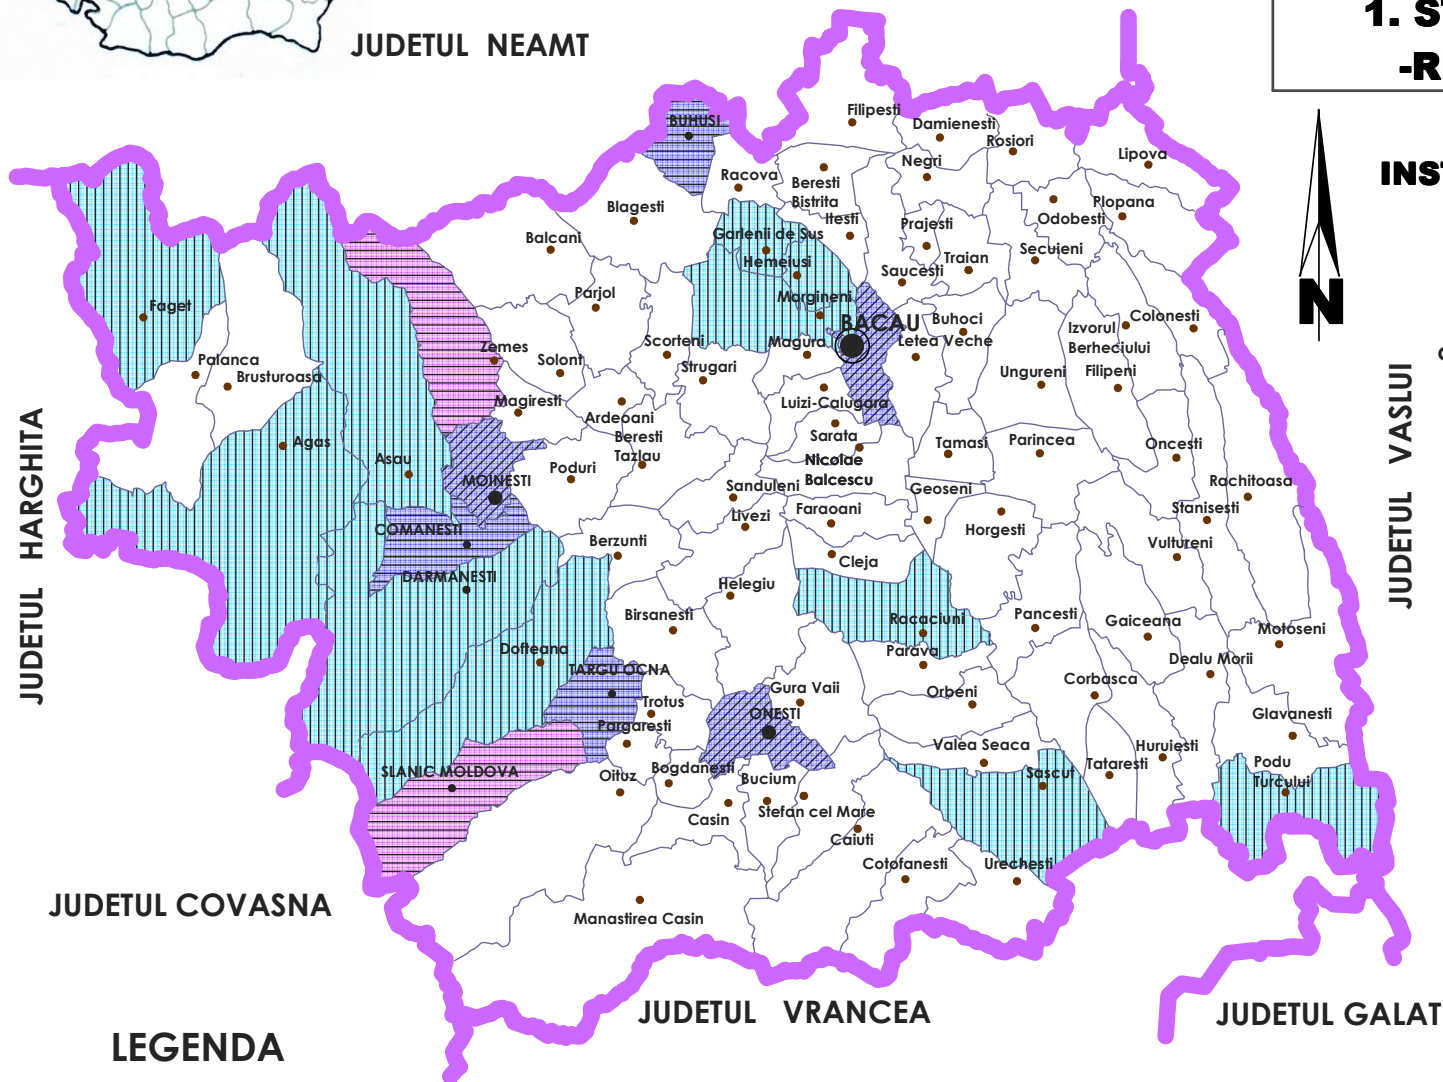 1. S
-R
JUDETUL NEAMT
INST
N
BUHUSI
Filipesti
Damienesti
Rosiori
Lipova
Negri
Racova
Beresti
Bistrita
Plopana
Blagesti
Itesti
Prajesti
Odobesti
Balcani
Garlenii de Sus
Secuieni
Hemeiusi
Traian
Saucesti
Parjol
Margineni
Faget
BACAU
Buhoci
Colonesti
Izvorul
Berheciului
Zemes
Solont
Scorteni
Magura
Letea Veche
Palanca
Brusturoasa
Strugari
Ungureni
Filipeni
Magiresti
Luizi-Calugara
Ardeoani
Beresti
Tazlau
Sarata
Agas
Tamasi
Parincea
Oncesti
Asau
Nicolae
Balcescu
Poduri
MOINESTI
Sanduleni
Geoseni
Rachitoasa
Livezi
Faraoani
Horgesti
Stanisesti
COMANESTI
Berzunti
Cleja
Vultureni
DARMANESTI
Helegiu
Birsanesti
Racaciuni
Pancesti
Gaiceana
Motoseni
Dofteana
Parava
Dealu Morii
TARGU OCNA
Gura Vaii
Orbeni
Corbasca
Trotus
ONESTI
Glavanesti
Pargaresti
Valea Seaca
Huruiesti
SLANIC MOLDOVA
Oituz
Bogdanesti
Bucium
Sascut
Tataresti
Podu
Turcului
Casin
Stefan cel Mare
Caiuti
Cotofanesti
Urechesti
Manastirea Casin
JUDETUL HARGHITA
JUDETUL VASLUI
JUDETUL COVASNA
JUDETUL VRANCEA
JUDETUL GALAT
LEGENDA